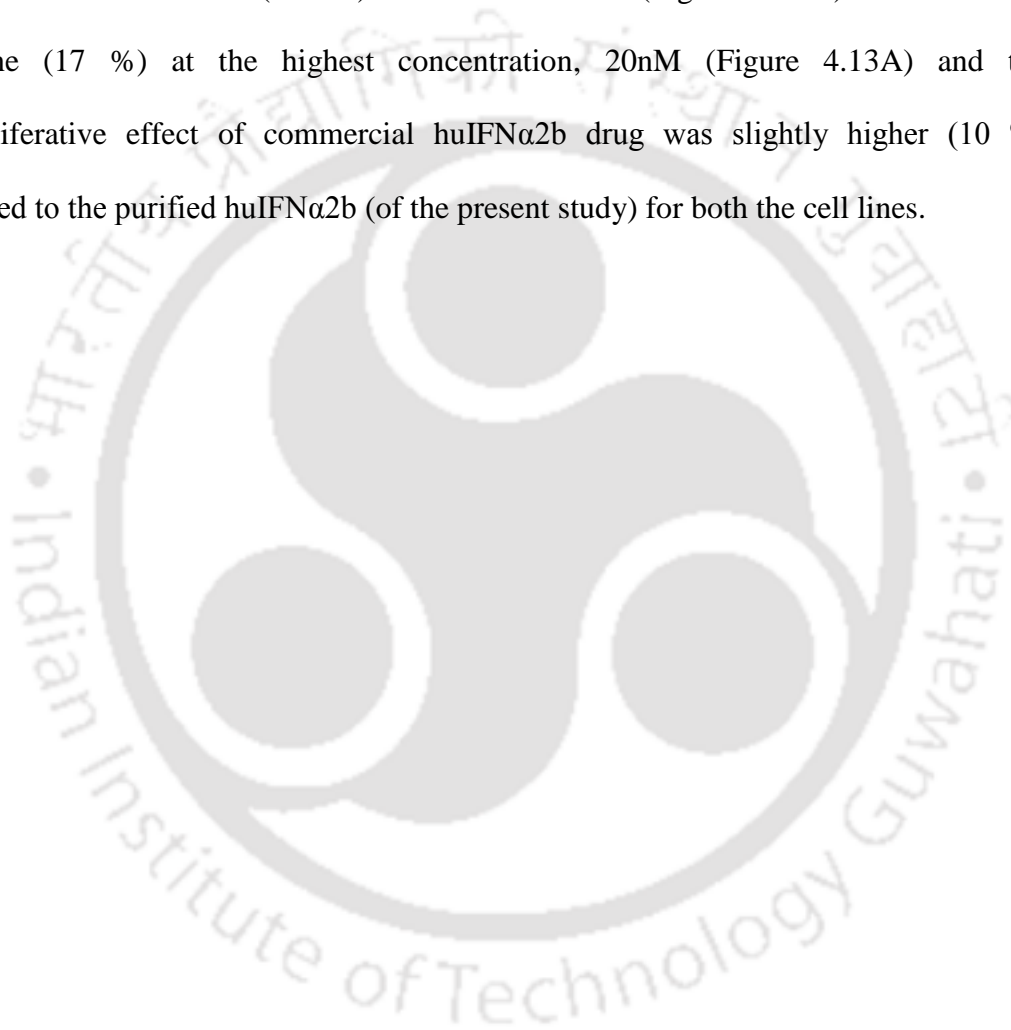 ne (17 %) at the highest concentration, 20nM (Figure 4.13A) and t
iferative effect of commercial huIFNα2b drug was slightly higher (10 %
ed to the purified huIFNα2b (of the present study) for both the cell lines.
भारतीय प्रौद्योगिकी संस्थान गुवाहाटी
• Indian Institute of Technology Guwahati •